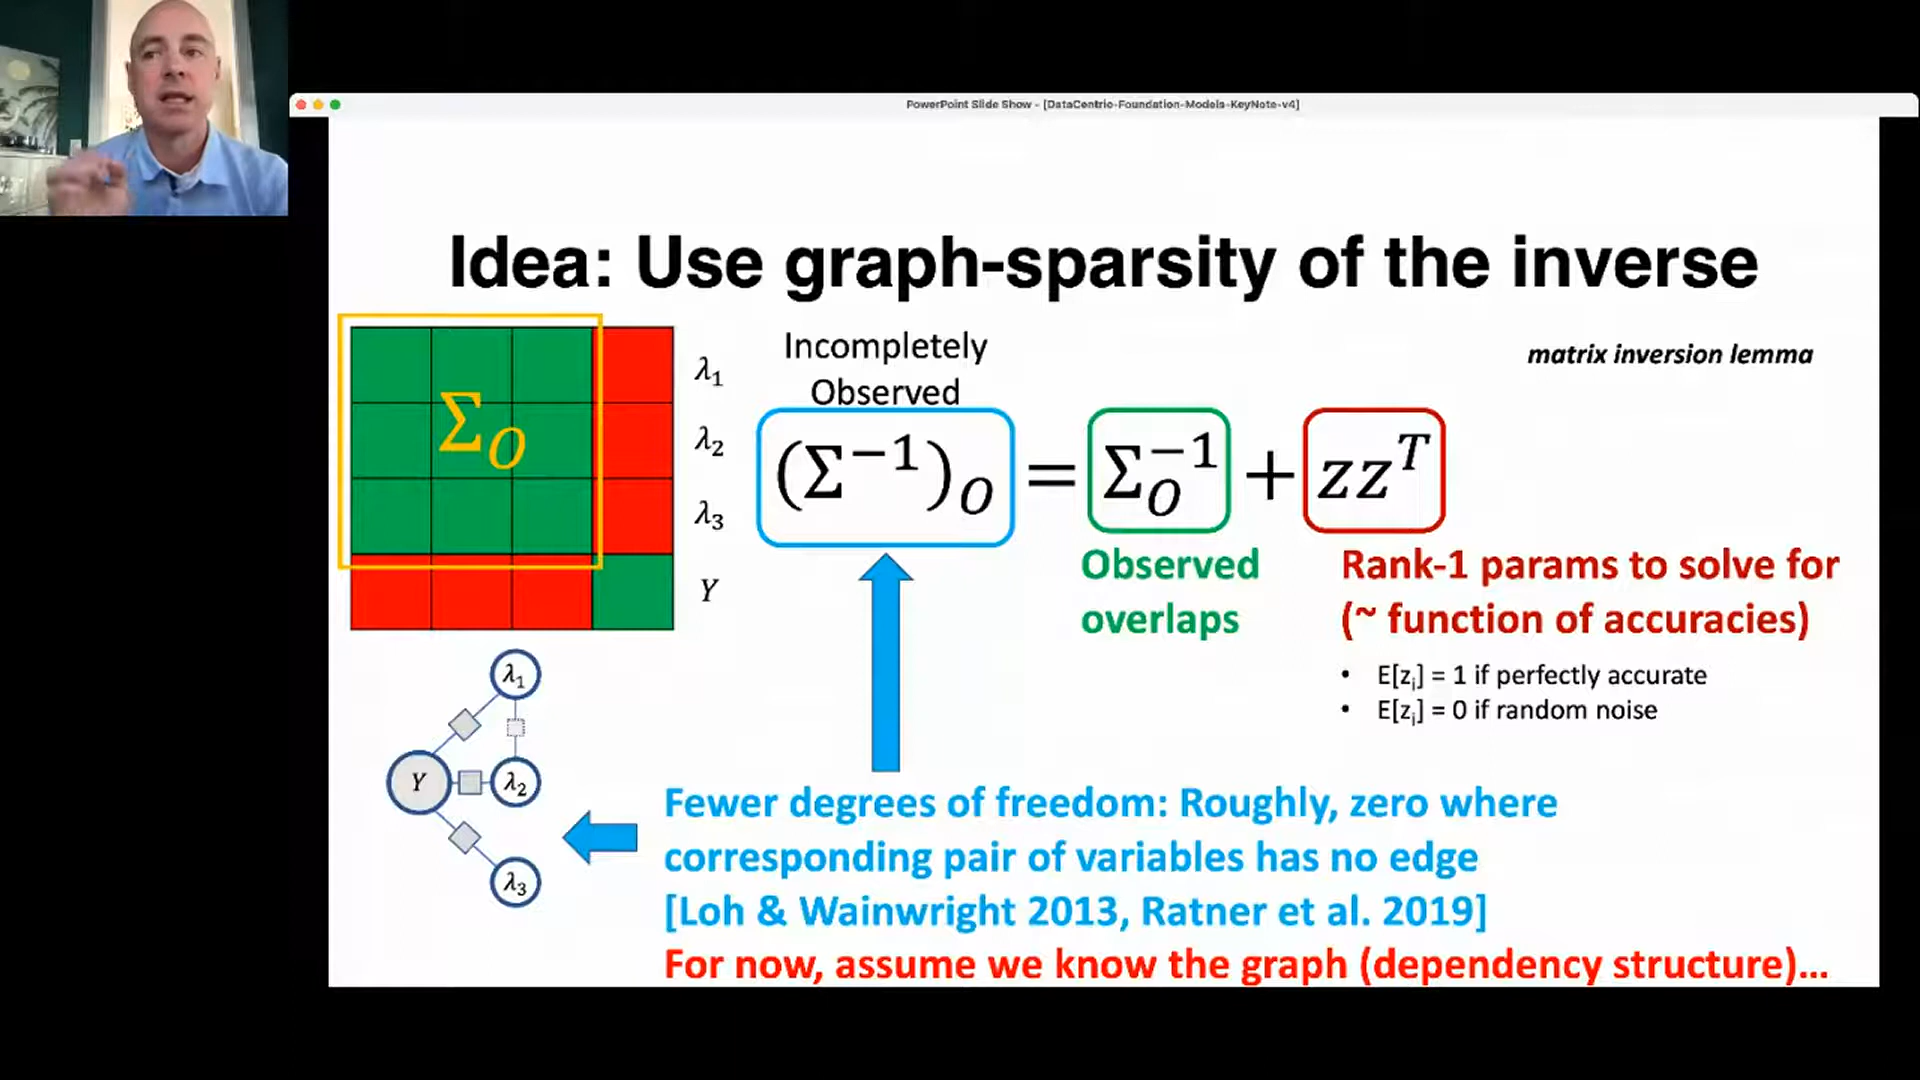 PowerPoint Slide Show - [DataCentric-Foundation-Models-KeyNote-v4]
Idea: Use graph-sparsity of the inverse
matrix inversion lemma
Incompletely
Observed
Σ_O
λ₁
λ₂
λ₃
Y
(Σ⁻¹)_O = Σ_O⁻¹ + zzᵀ
Observed
overlaps
Rank-1 params to solve for
(~ function of accuracies)
• E[zᵢ] = 1 if perfectly accurate
• E[zᵢ] = 0 if random noise
λ₁
Y
λ₂
λ₃
Fewer degrees of freedom: Roughly, zero where
corresponding pair of variables has no edge
[Loh & Wainwright 2013, Ratner et al. 2019]
For now, assume we know the graph (dependency structure)...